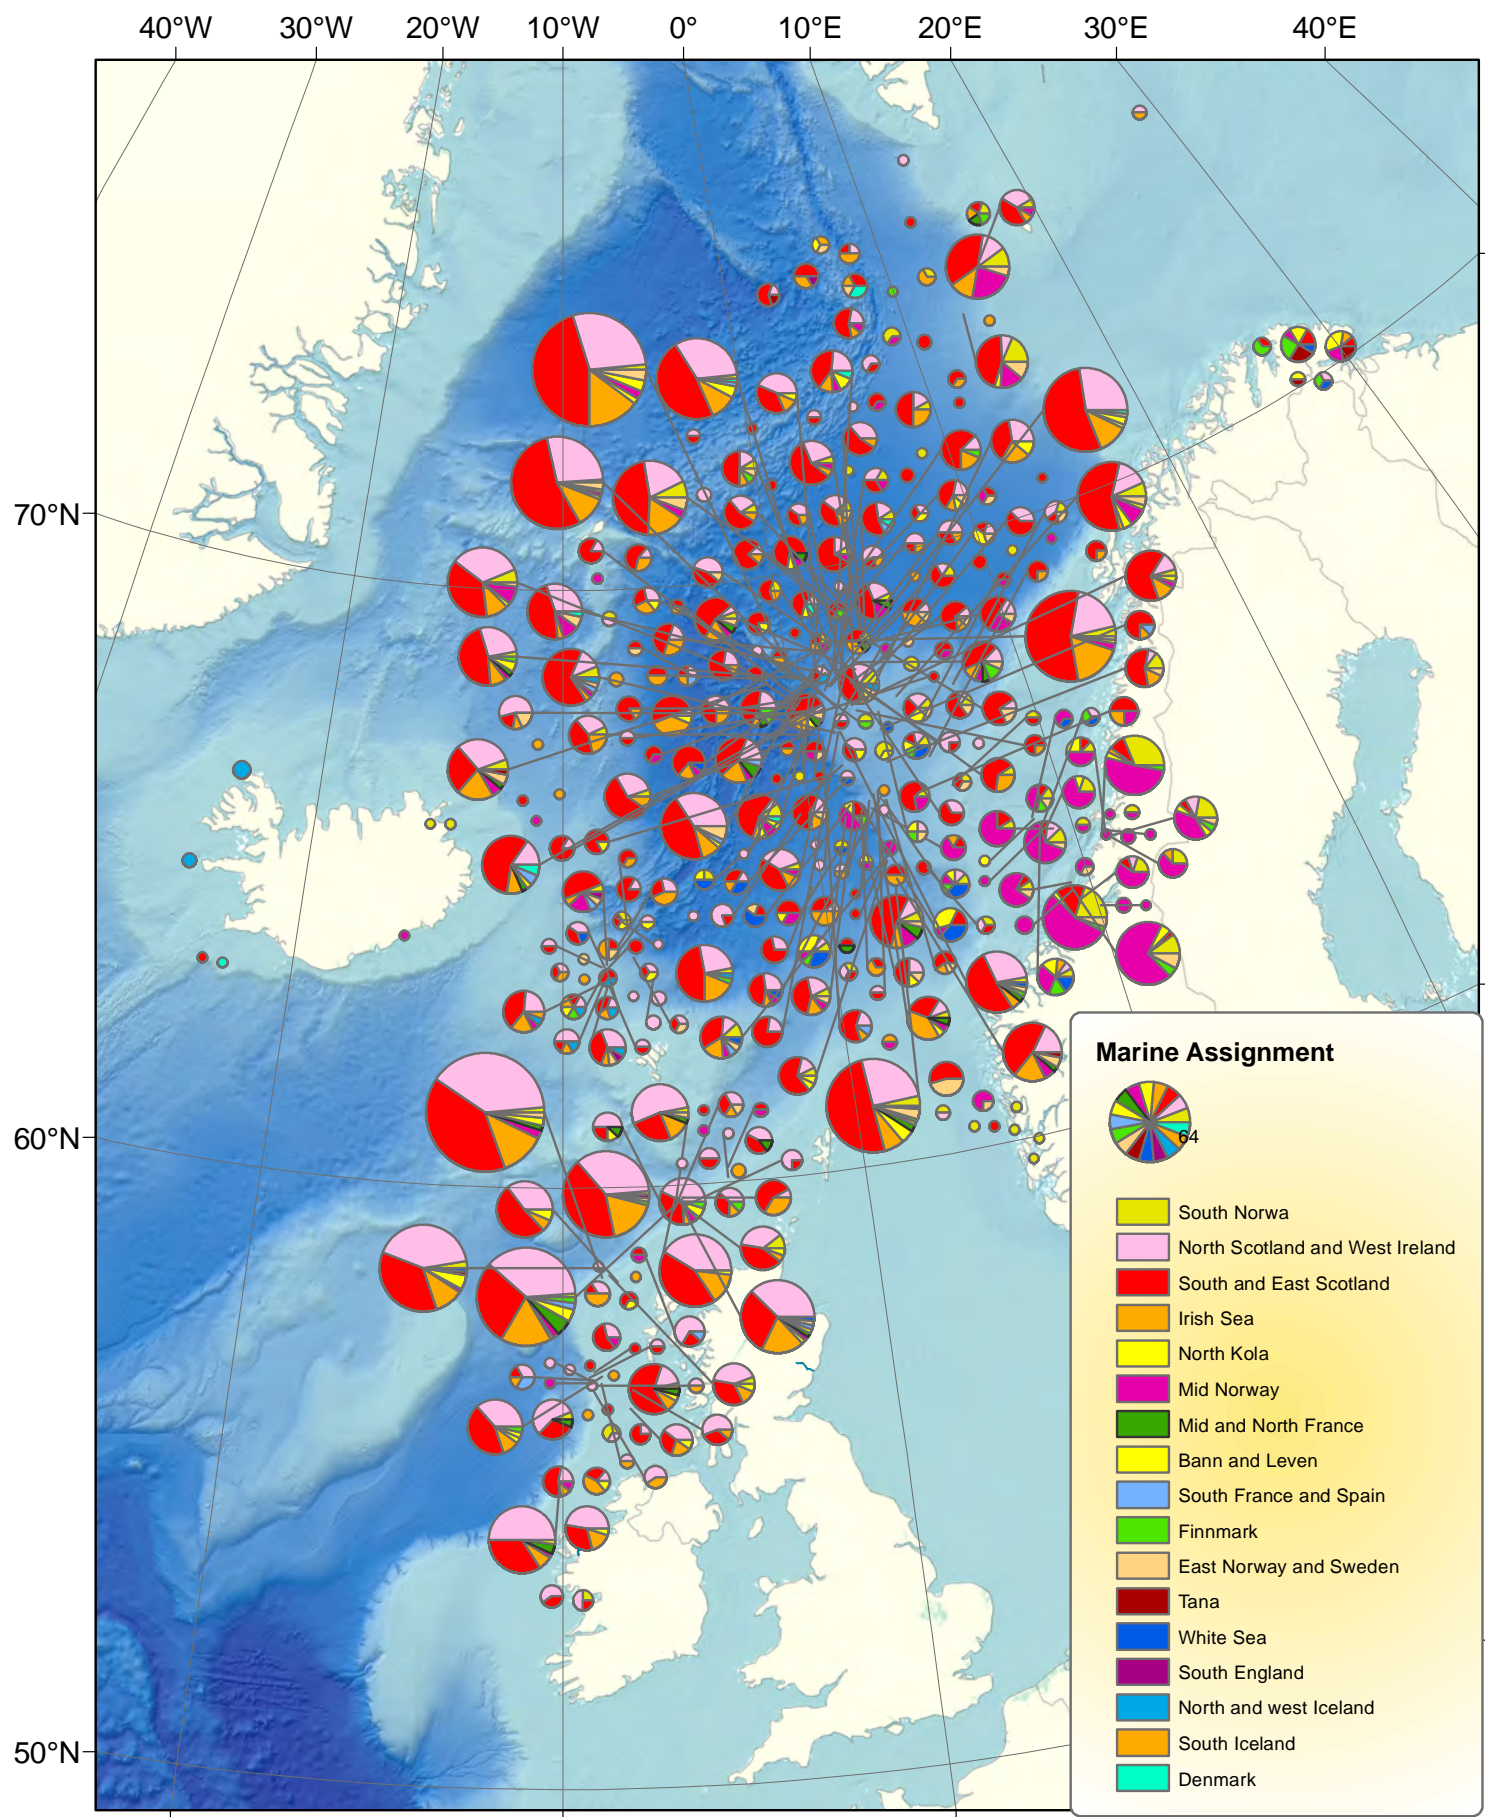 40°W 30°W 20°W 10°W 0° 10°E 20°E 30°E 40°E
70°N
60°N
50°N
Marine Assignment
64
South Norwa
North Scotland and West Ireland
South and East Scotland
Irish Sea
North Kola
Mid Norway
Mid and North France
Bann and Leven
South France and Spain
Finnmark
East Norway and Sweden
Tana
White Sea
South England
North and west Iceland
South Iceland
Denmark